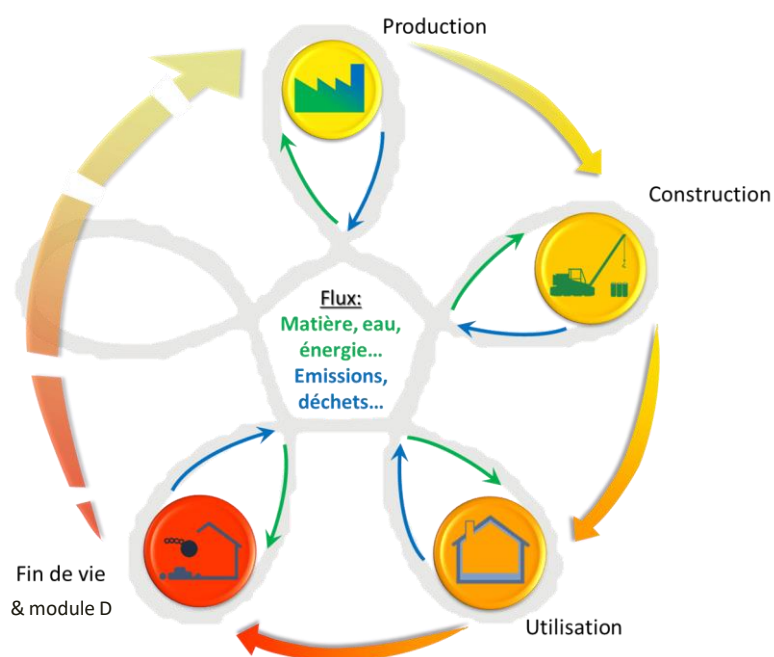 Production
Construction
Flux:
Matière, eau,
énergie...
Emissions,
déchets...
Fin de vie
& module D
Utilisation